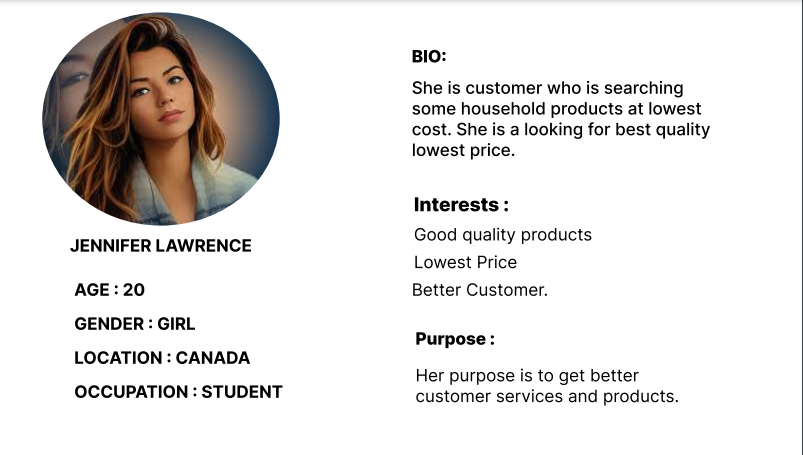 JENNIFER LAWRENCE
AGE : 20
GENDER : GIRL
LOCATION : CANADA
OCCUPATION : STUDENT
BIO:
She is customer who is searching
some household products at lowest
cost. She is a looking for best quality
lowest price.
Interests :
Good quality products
Lowest Price
Better Customer.
Purpose :
Her purpose is to get better
customer services and products.